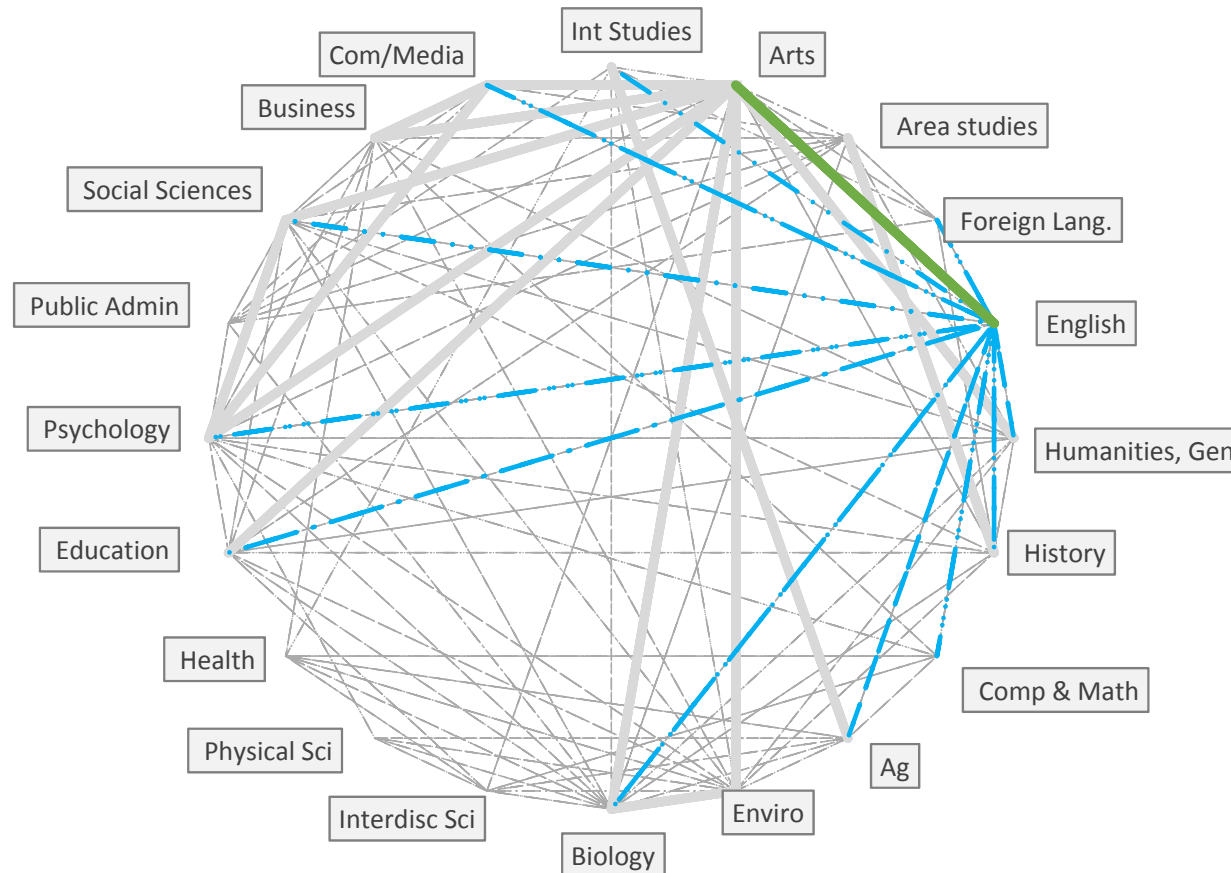 Int Studies
Arts
Com/Media
Business
Area studies
Social Sciences
Foreign Lang.
Public Admin
English
Psychology
Humanities, Gen
Education
History
Health
Comp & Math
Physical Sci
Ag
Interdisc Sci
Enviro
Biology